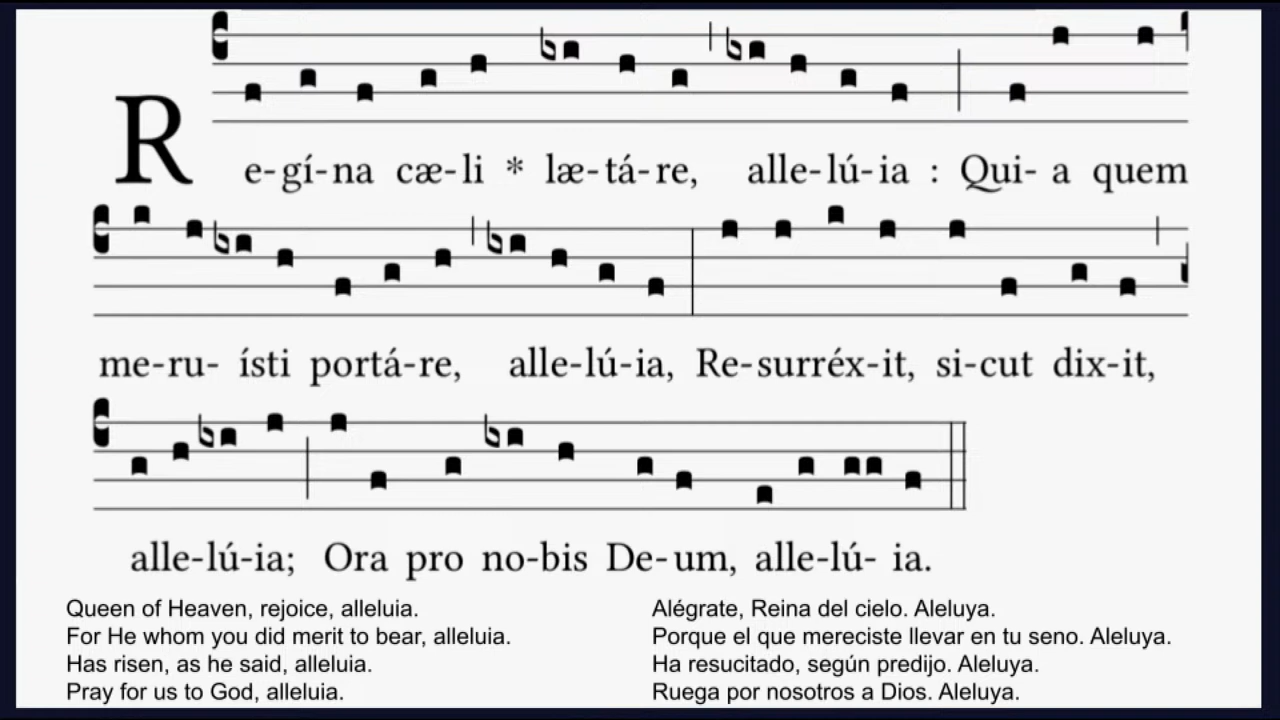 Re-gí-na cæ-li * læ-tá-re, alle-lú-ia : Qui- a quem
me-ru- ísti portá-re, alle-lú-ia, Re-surréx-it, si-cut dix-it,
alle-lú-ia; Ora pro no-bis De-um, alle-lú- ia.
Queen of Heaven, rejoice, alleluia.
For He whom you did merit to bear, alleluia.
Has risen, as he said, alleluia.
Pray for us to God, alleluia.
Alégrate, Reina del cielo. Aleluya.
Porque el que mereciste llevar en tu seno. Aleluya.
Ha resucitado, según predijo. Aleluya.
Ruega por nosotros a Dios. Aleluya.